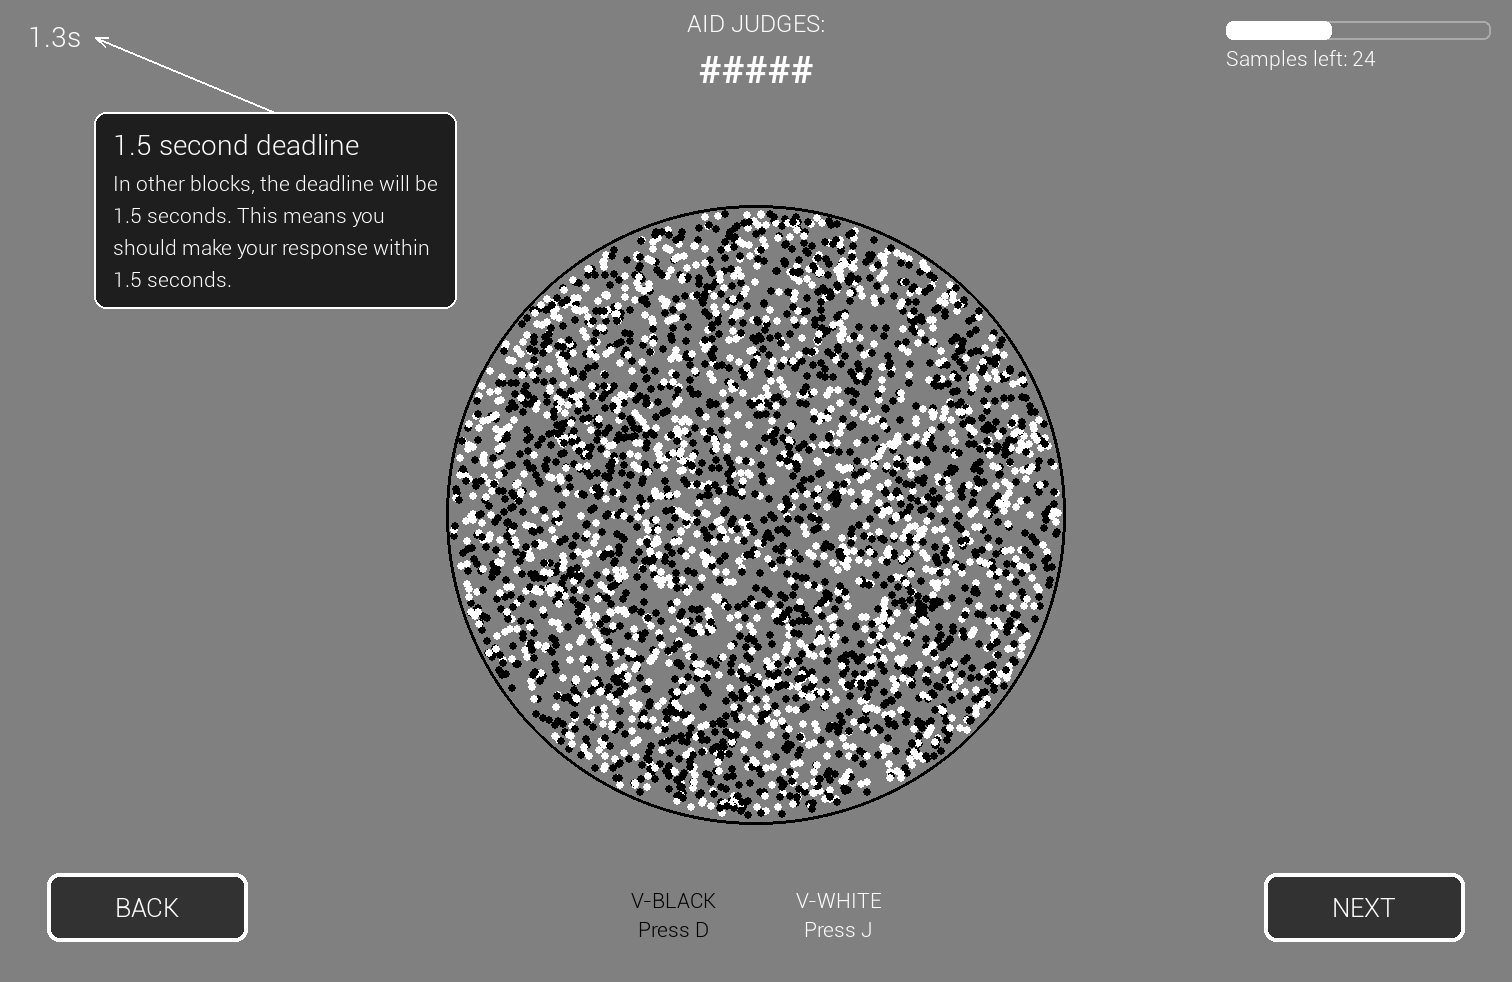 1.3s
AID JUDGES:
#####
Samples left: 24
1.5 second deadline
In other blocks, the deadline will be
1.5 seconds. This means you
should make your response within
1.5 seconds.
BACK
V-BLACK
Press D
V-WHITE
Press J
NEXT